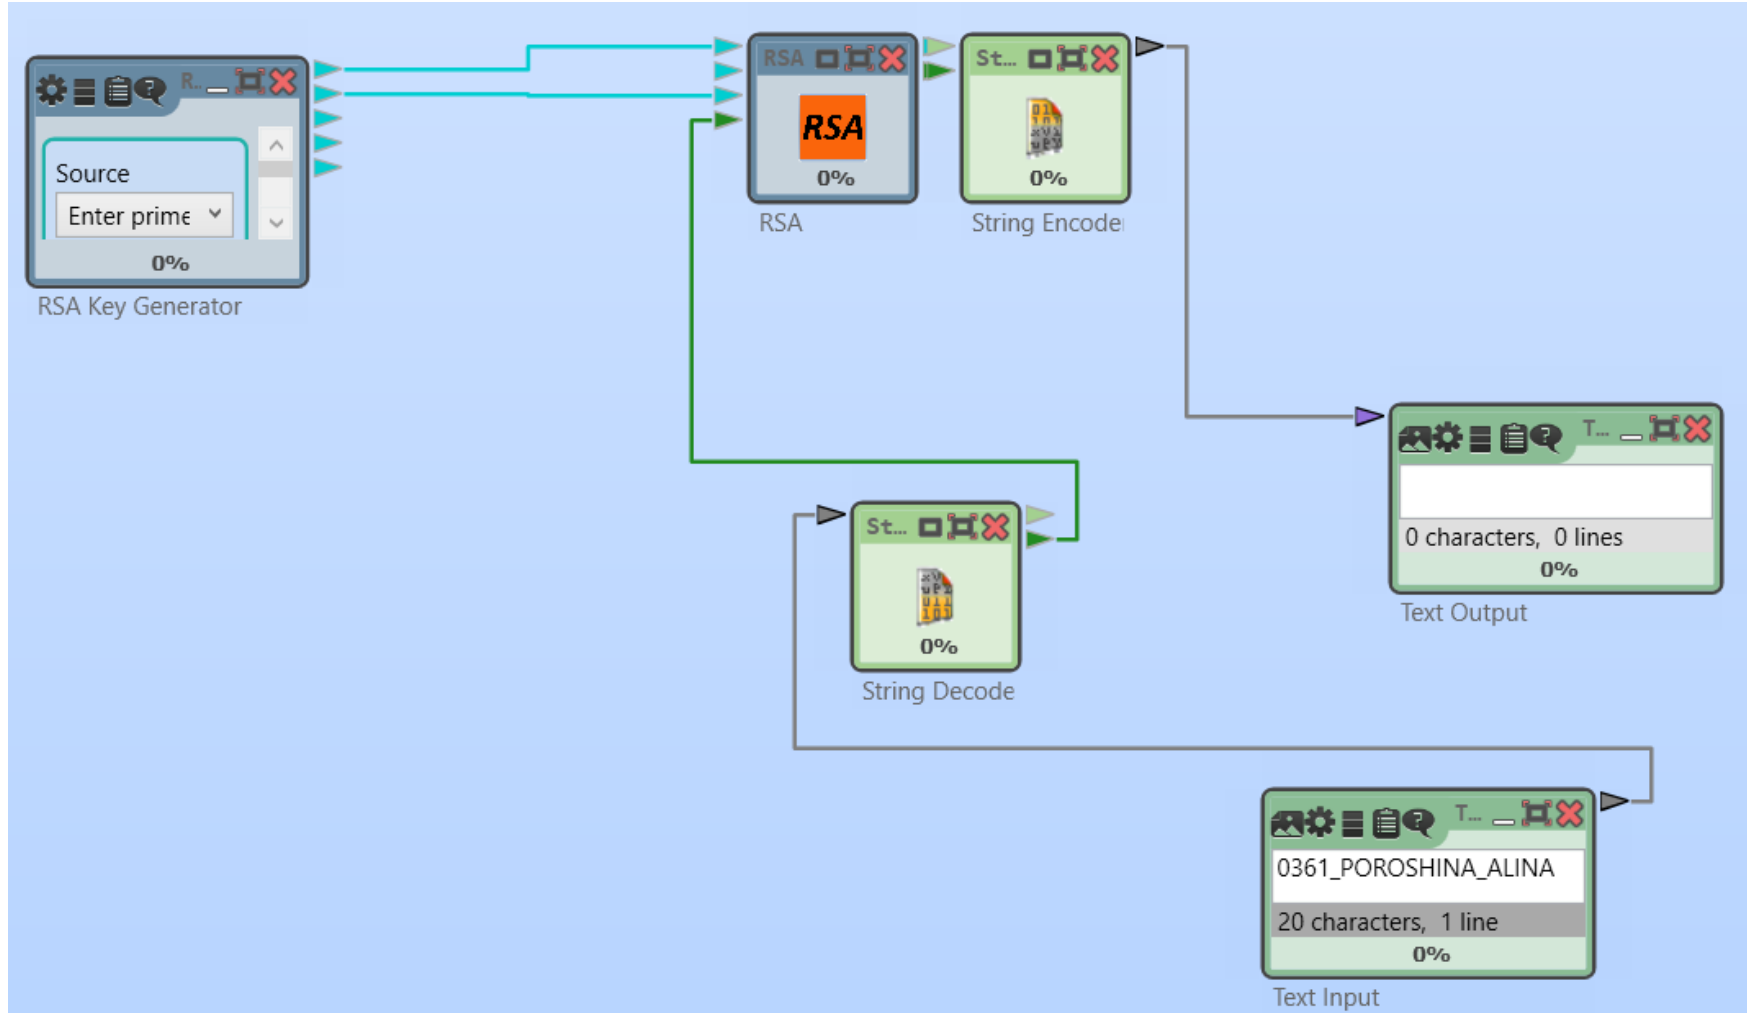 R...
Source
Enter prime
0%
RSA Key Generator
RSA
RSA
0%
RSA
St...
0%
String Encoder
T...
0 characters, 0 lines
0%
Text Output
St...
0%
String Decode
T...
0361_POROSHINA_ALINA
20 characters, 1 line
0%
Text Input